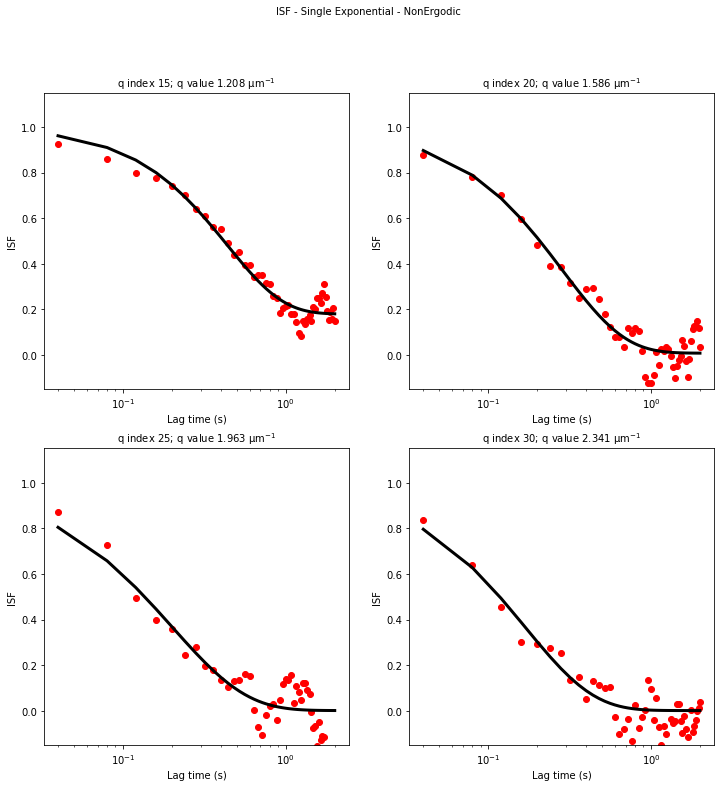 ISF - Single Exponential - NonErgodic
q index 15; q value 1.208 μm⁻¹
q index 20; q value 1.586 μm⁻¹
1.0
0.8
0.6
0.4
0.2
0.0
ISF
10⁻¹
10⁰
Lag time (s)
1.0
0.8
0.6
0.4
0.2
0.0
ISF
10⁻¹
10⁰
Lag time (s)
q index 25; q value 1.963 μm⁻¹
q index 30; q value 2.341 μm⁻¹
1.0
0.8
0.6
0.4
0.2
0.0
ISF
10⁻¹
10⁰
Lag time (s)
1.0
0.8
0.6
0.4
0.2
0.0
ISF
10⁻¹
10⁰
Lag time (s)